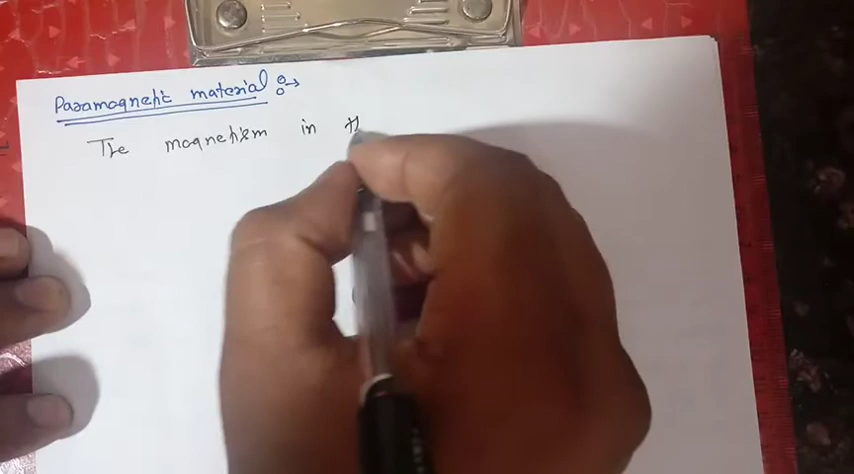 Paramagnetic material :→
The magnetism in